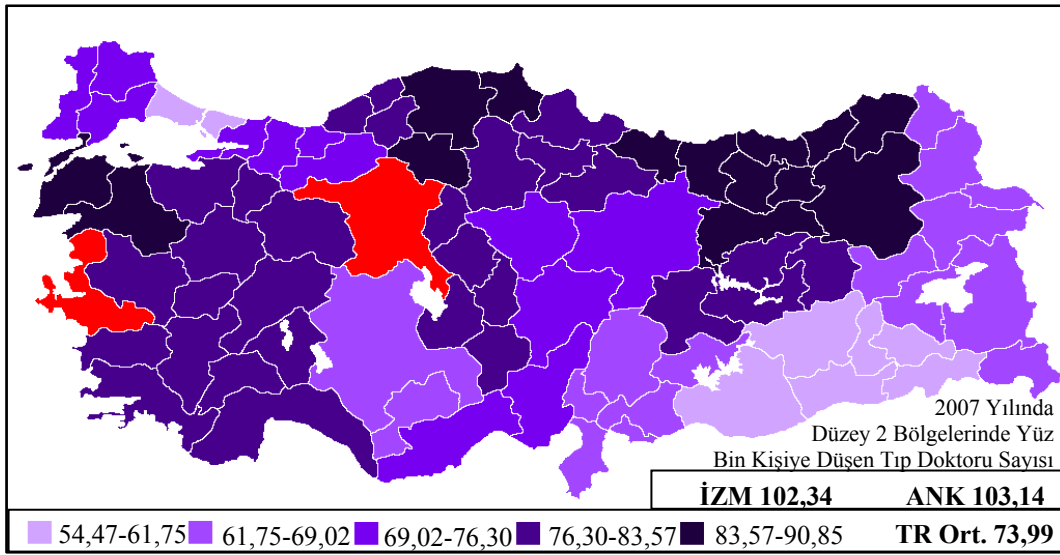 2007 Yılında
Düzey 2 Bölgelerinde Yüz
Bin Kişiye Düşen Tıp Doktoru Sayısı
İZM 102,34 ANK 103,14
54,47-61,75 61,75-69,02 69,02-76,30 76,30-83,57 83,57-90,85 TR Ort. 73,99